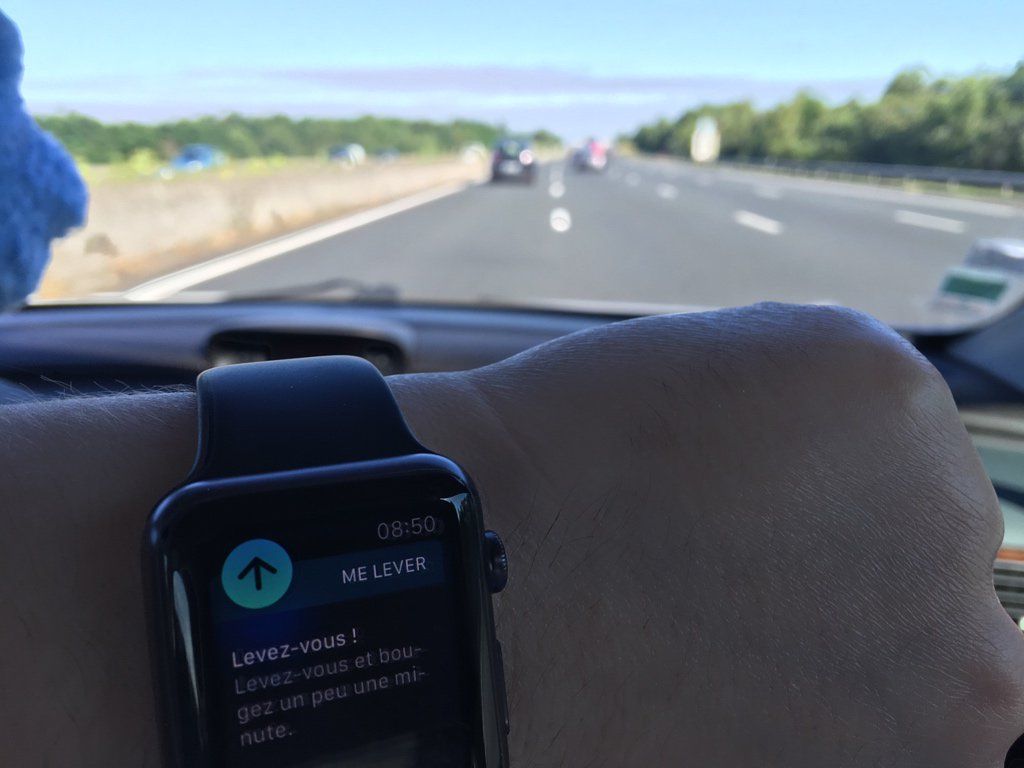 08:50
ME LEVER
Levez-vous !
Levez-vous et bou-
gez un peu une mi-
nute.